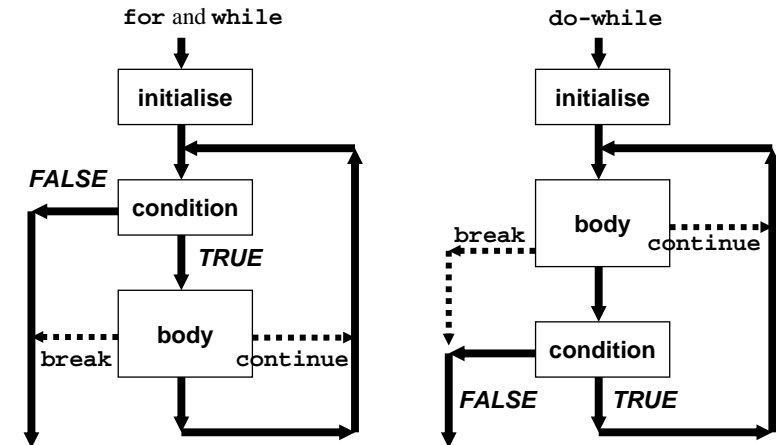 for and while
initialise
FALSE
condition
TRUE
body
break
continue
do-while
initialise
body
break
continue
condition
FALSE
TRUE